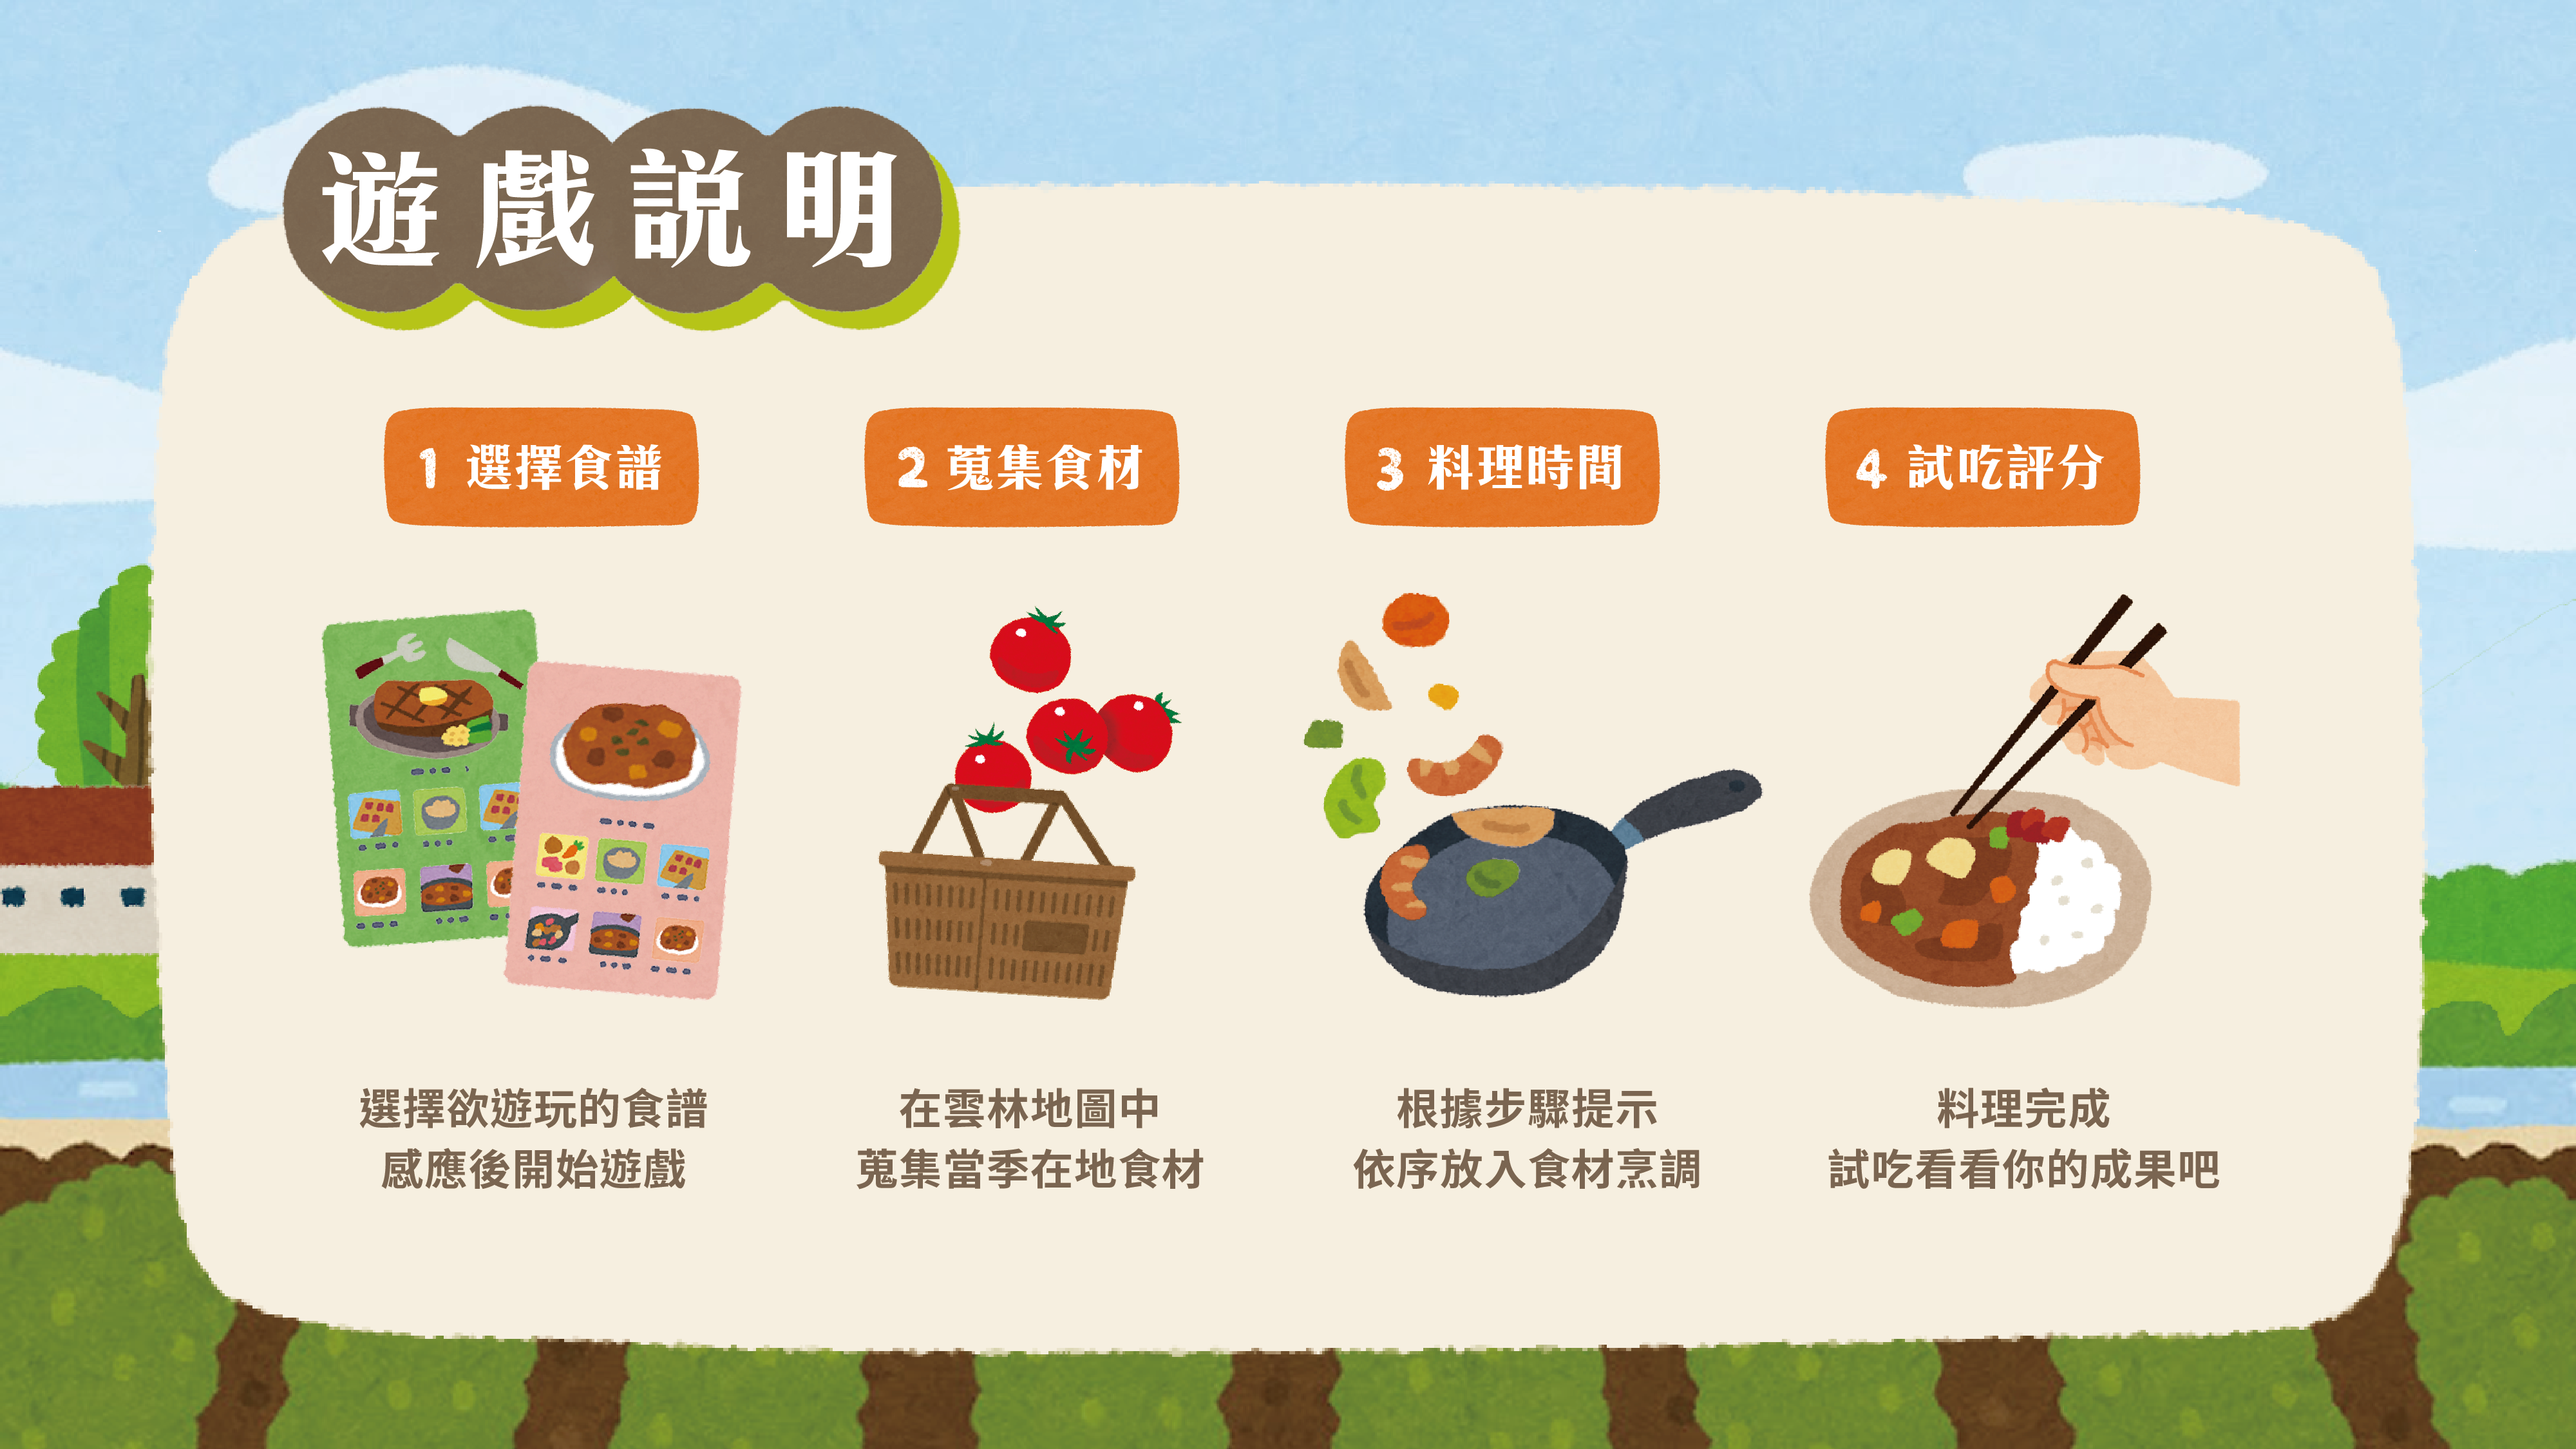 遊戲説明
1 選擇食譜
選擇欲遊玩的食譜
感應後開始遊戲
2 蒐集食材
在雲林地圖中
蒐集當季在地食材
3 料理時間
根據步驟提示
依序放入食材烹調
4 試吃評分
料理完成
試吃看看你的成果吧